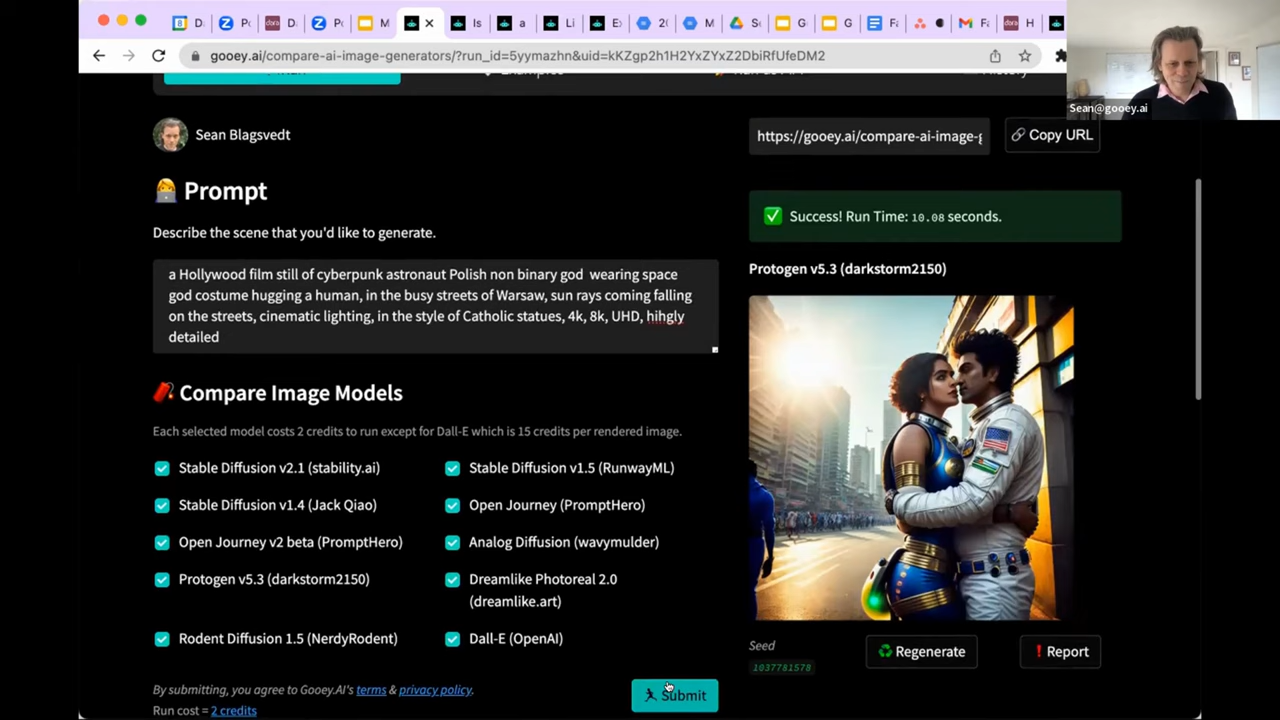 gooey.ai/compare-ai-image-generators/?run_id=5yymazhn&uid=kKZgp2h1H2YxZYxZ2DbiRfUfeDM2
Sean@gooey.ai
Sean Blagsvedt
https://gooey.ai/compare-ai-image-g
Copy URL
Prompt
Success! Run Time: 10.08 seconds.
Describe the scene that you'd like to generate.
Protogen v5.3 (darkstorm2150)
a Hollywood film still of cyberpunk astronaut Polish non binary god wearing space
god costume hugging a human, in the busy streets of Warsaw, sun rays coming falling
on the streets, cinematic lighting, in the style of Catholic statues, 4k, 8k, UHD, hihgly
detailed
Compare Image Models
Each selected model costs 2 credits to run except for Dall-E which is 15 credits per rendered image.
Stable Diffusion v2.1 (stability.ai)
Stable Diffusion v1.5 (RunwayML)
Stable Diffusion v1.4 (Jack Qiao)
Open Journey (PromptHero)
Open Journey v2 beta (PromptHero)
Analog Diffusion (wavymulder)
Protogen v5.3 (darkstorm2150)
Dreamlike Photoreal 2.0
(dreamlike.art)
Rodent Diffusion 1.5 (NerdyRodent)
Dall-E (OpenAI)
Seed
1037781578
Regenerate
Report
By submitting, you agree to Gooey.AI's terms & privacy policy.
Submit
Run cost = 2 credits